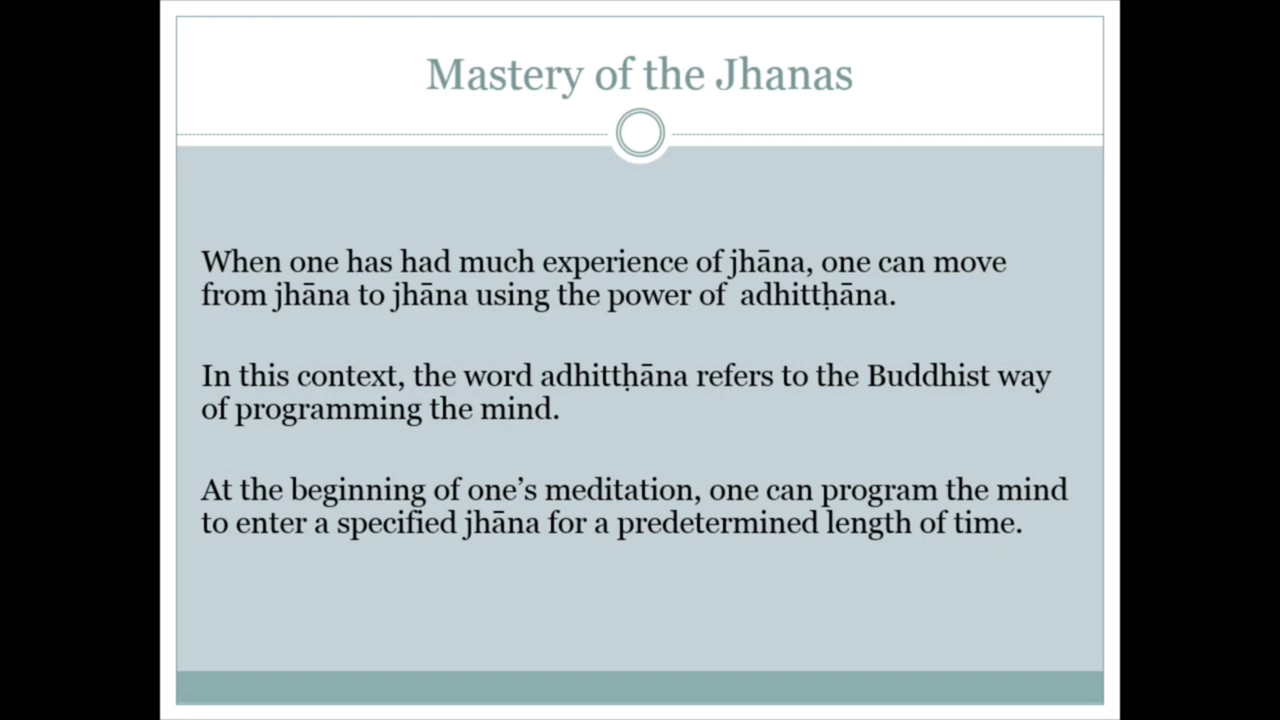 Mastery of the Jhanas
When one has had much experience of jhāna, one can move
from jhāna to jhāna using the power of adhitṭhāna.
In this context, the word adhitṭhāna refers to the Buddhist way
of programming the mind.
At the beginning of one’s meditation, one can program the mind
to enter a specified jhāna for a predetermined length of time.